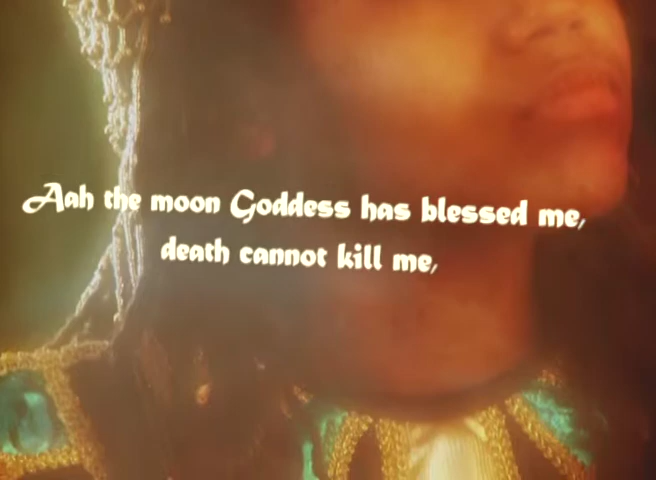 Aah the moon Goddess has blessed me,
death cannot kill me,